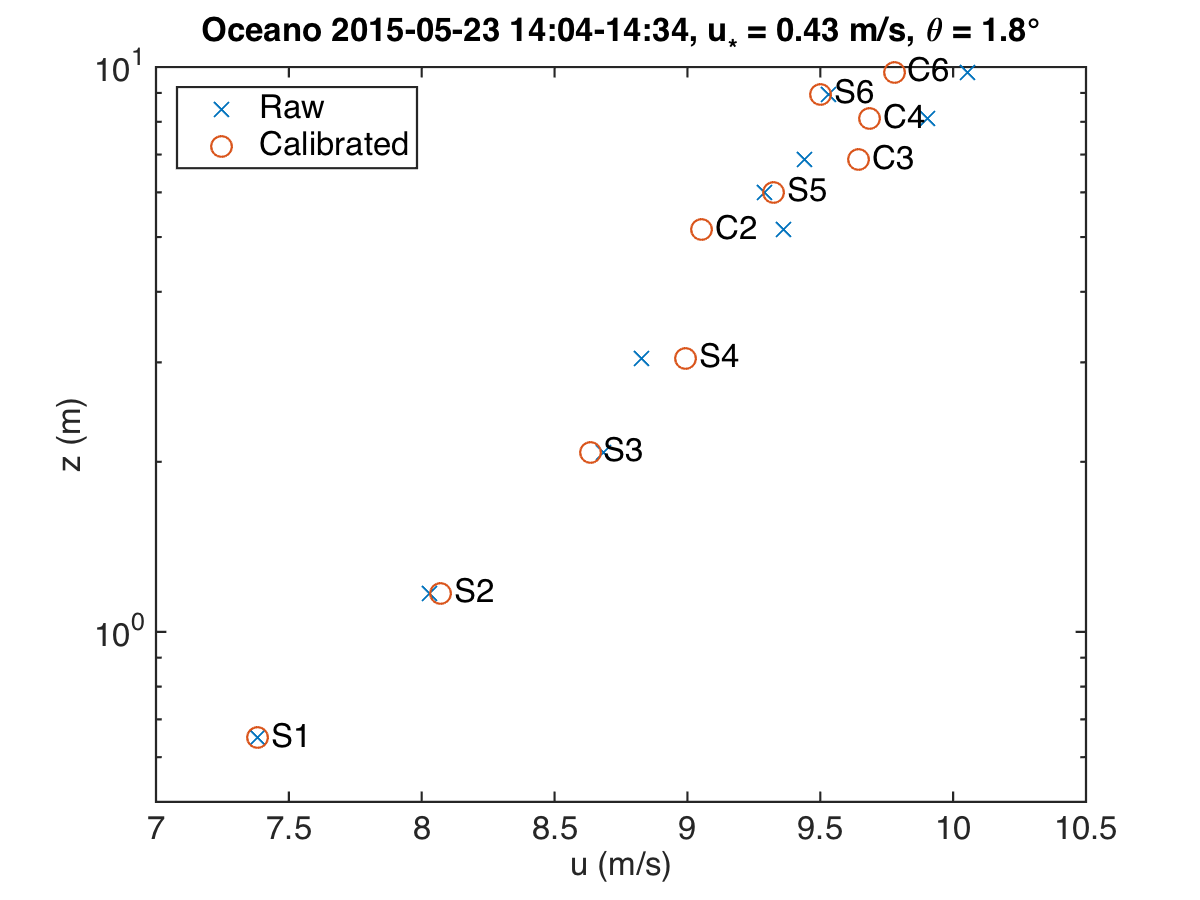 Oceano 2015-05-23 14:04-14:34, u* = 0.43 m/s, θ = 1.8°
10^1
Raw
Calibrated
C6
S6
C4
C3
S5
C2
S4
z (m)
S3
S2
10^0
S1
7 7.5 8 8.5 9 9.5 10 10.5
u (m/s)